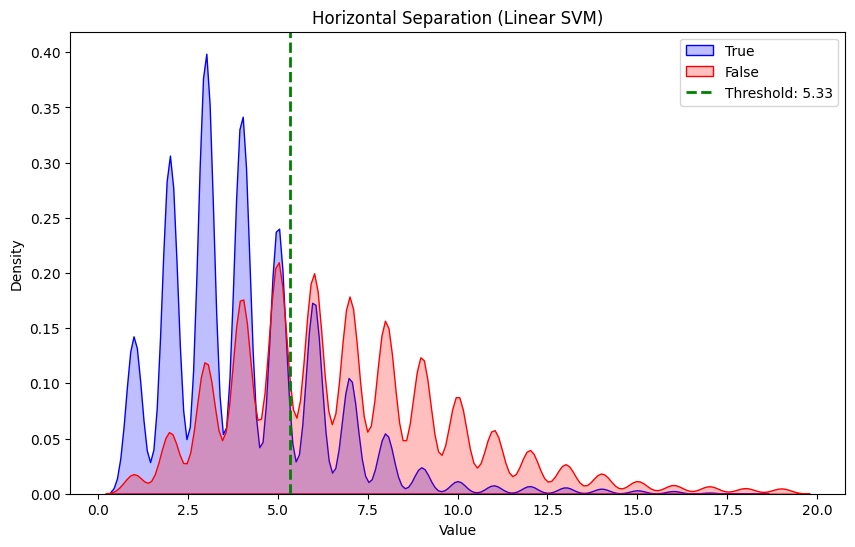 Horizontal Separation (Linear SVM)
True
False
Threshold: 5.33
0.40
0.35
0.30
0.25
0.20
0.15
0.10
0.05
0.00
Density
0.0 2.5 5.0 7.5 10.0 12.5 15.0 17.5 20.0
Value